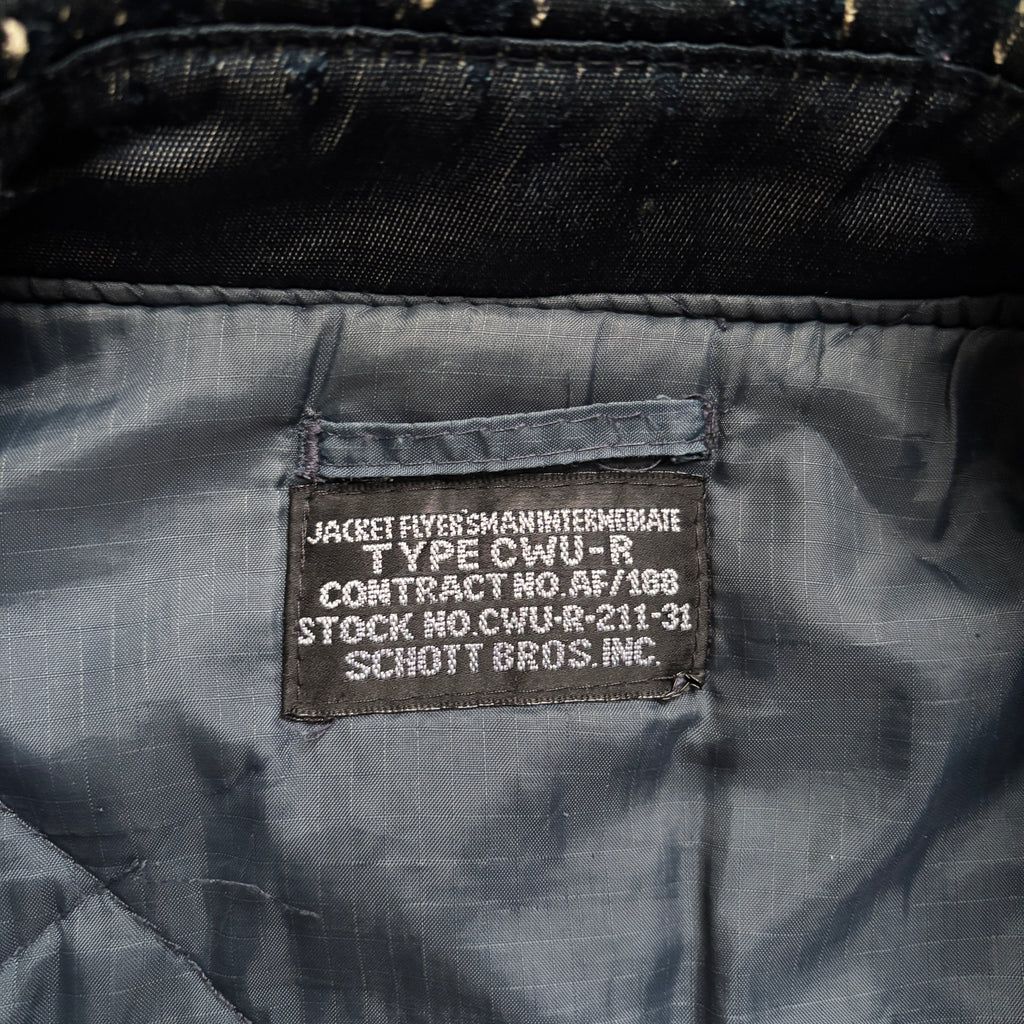 JACKET FLYER'SMAN INTERMEDIATE
TYPE CWU-R
CONTRACT NO.AF/188
STOCK NO.CWU-R-211-31
SCHOTT BROS.INC.